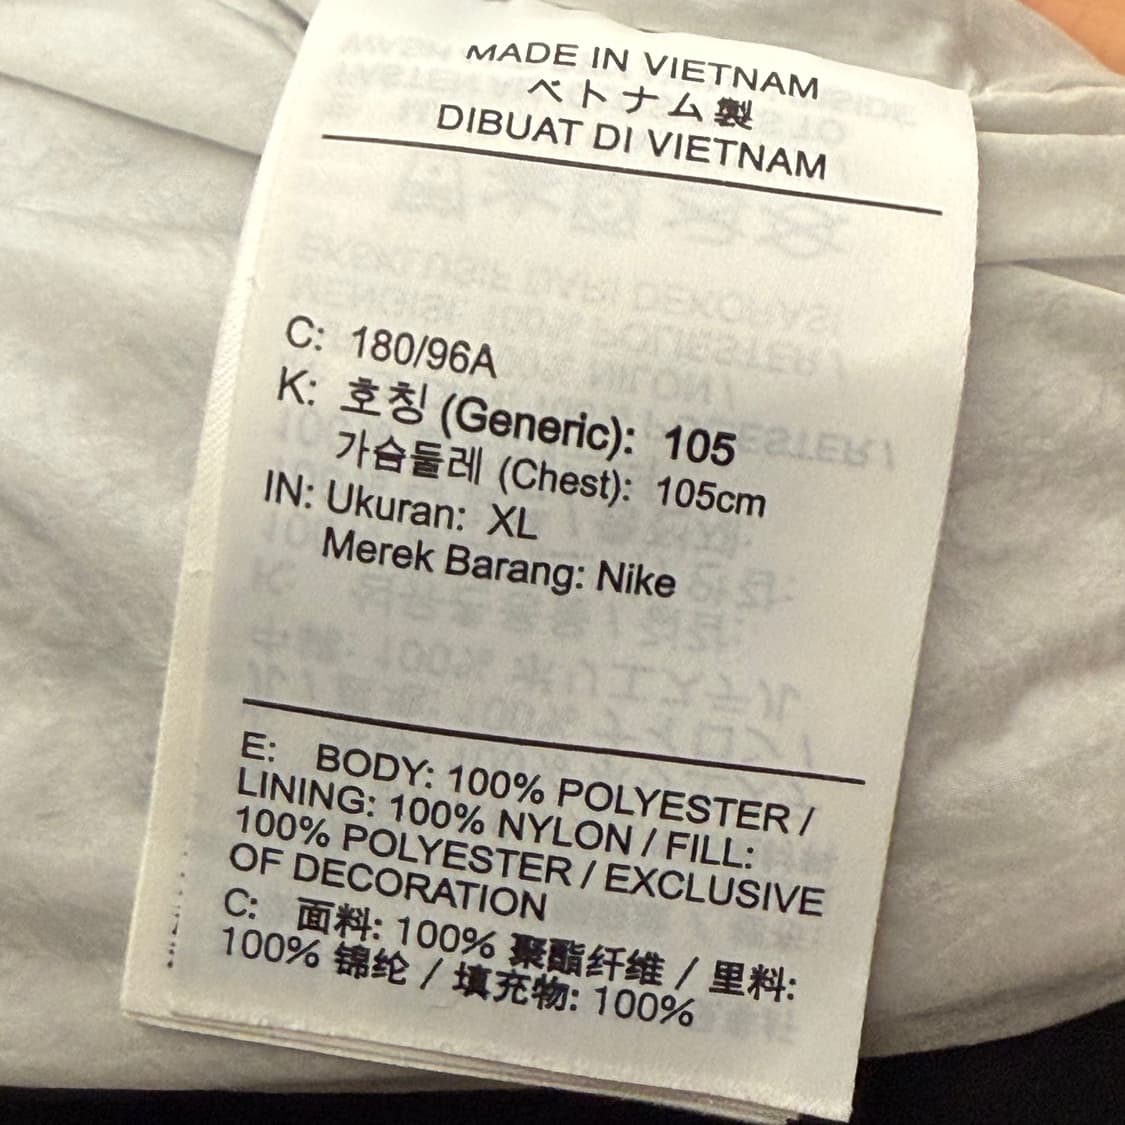 MADE IN VIETNAM
ベトナム製
DIBUAT DI VIETNAM
C: 180/96A
K: 호칭 (Generic): 105
가슴둘레 (Chest): 105cm
IN: Ukuran: XL
Merek Barang: Nike
E: BODY: 100% POLYESTER /
LINING: 100% NYLON / FILL:
100% POLYESTER / EXCLUSIVE
OF DECORATION
C: 面料: 100% 聚酯纤维 / 里料:
100% 锦纶 / 填充物: 100%